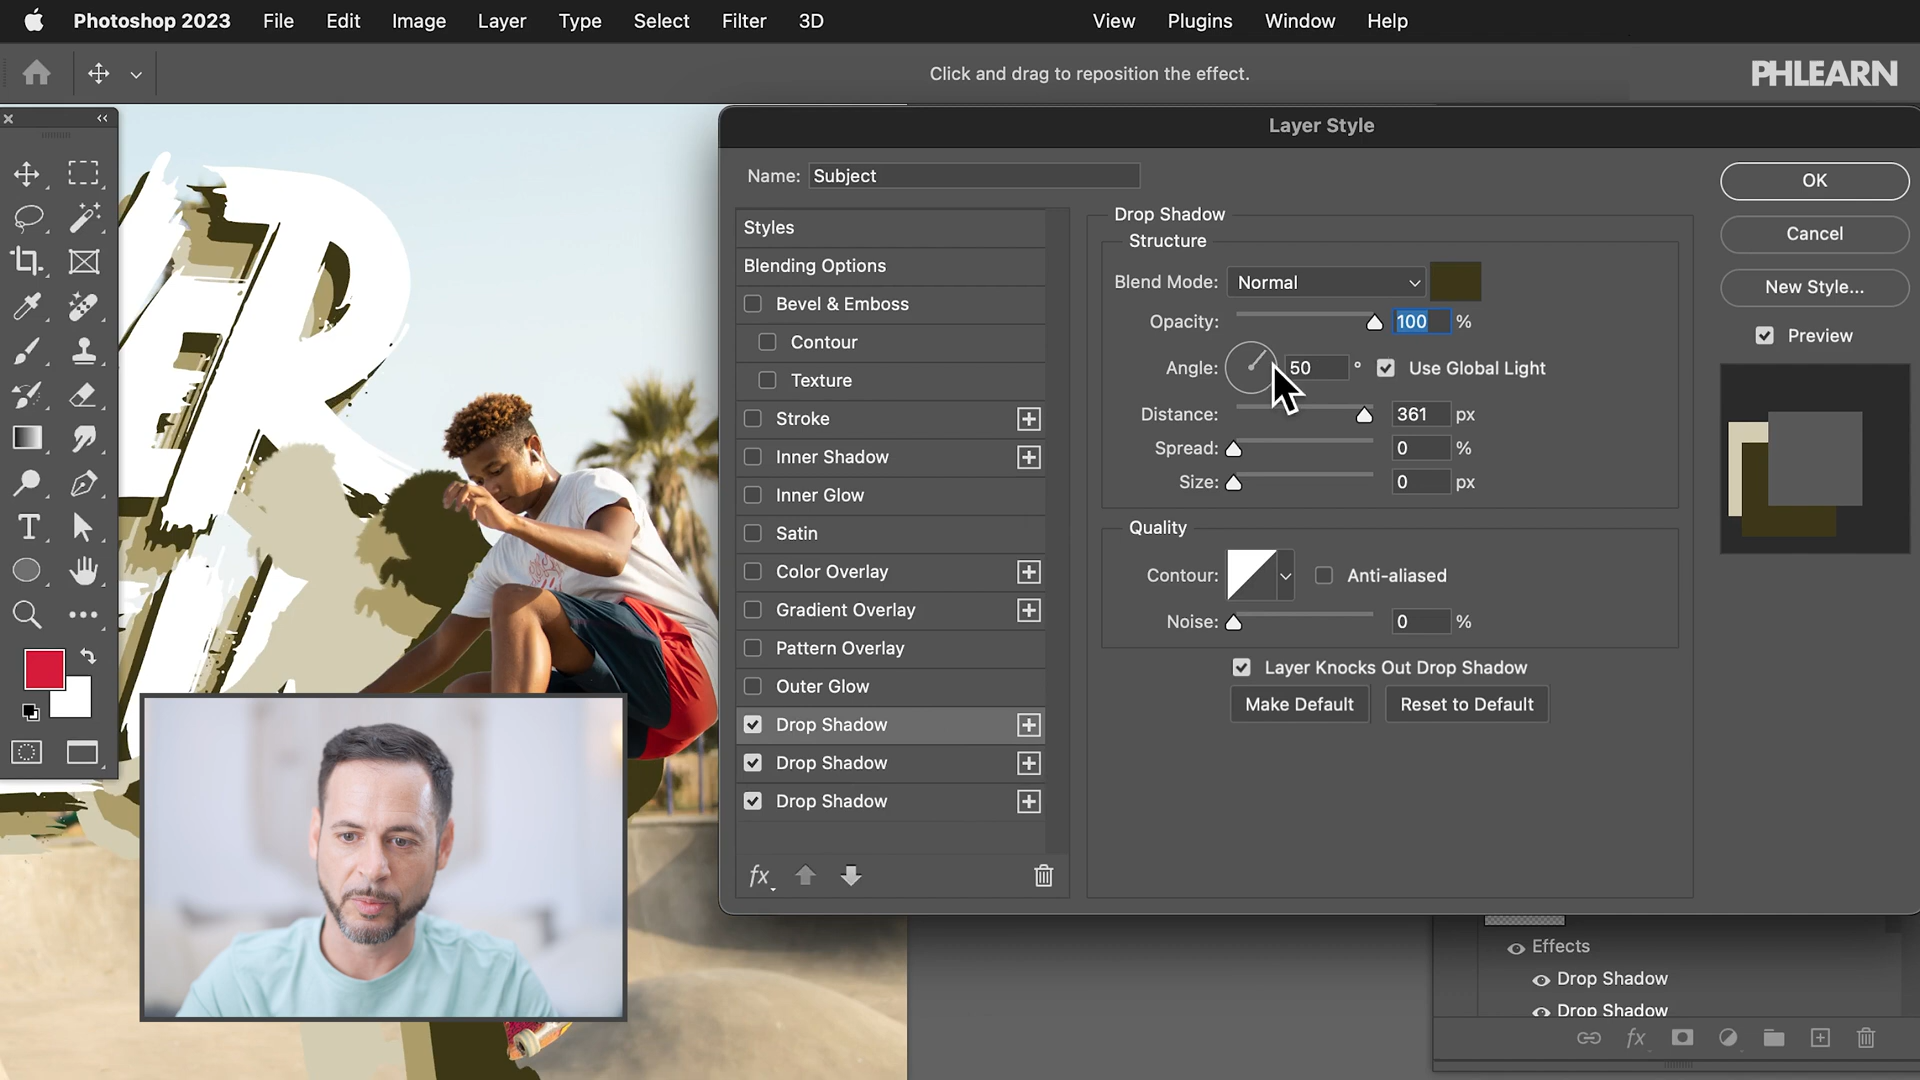 Photoshop 2023 File Edit Image Layer Type Select Filter 3D View Plugins Window Help
Click and drag to reposition the effect.
PHLEARN
Layer Style
Name: Subject
Styles
Blending Options
Bevel & Emboss
Contour
Texture
Stroke
Inner Shadow
Inner Glow
Satin
Color Overlay
Gradient Overlay
Pattern Overlay
Outer Glow
Drop Shadow
Drop Shadow
Drop Shadow
fx
Drop Shadow
Structure
Blend Mode: Normal
Opacity: 100 %
Angle: 50 ° Use Global Light
Distance: 361 px
Spread: 0 %
Size: 0 px
Quality
Contour: Anti-aliased
Noise: 0 %
Layer Knocks Out Drop Shadow
Make Default Reset to Default
OK
Cancel
New Style...
Preview
Effects
Drop Shadow
Drop Shadow
fx
ER